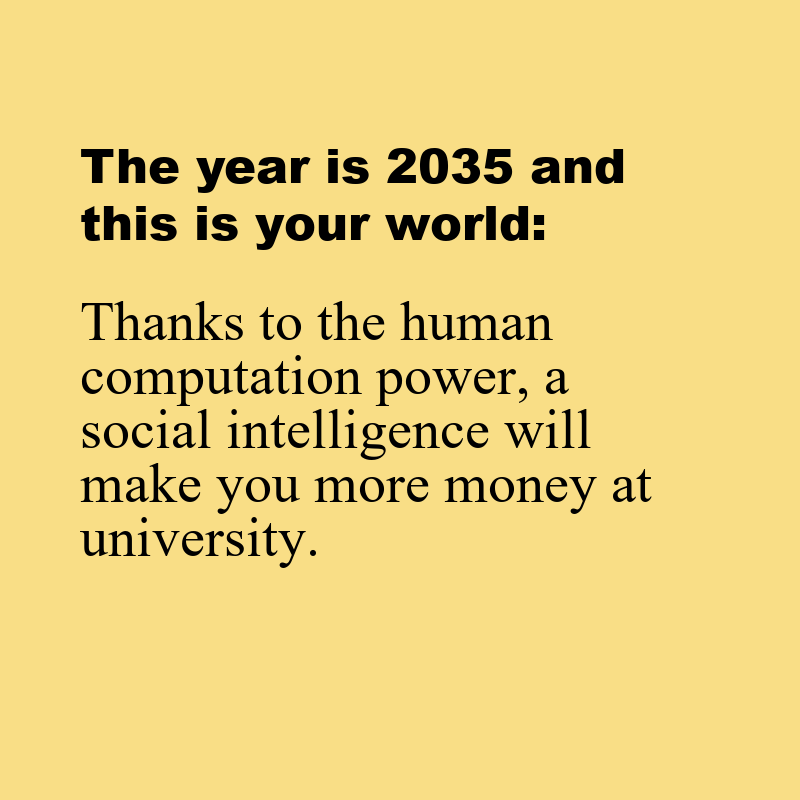 The year is 2035 and
this is your world:
Thanks to the human
computation power, a
social intelligence will
make you more money at
university.